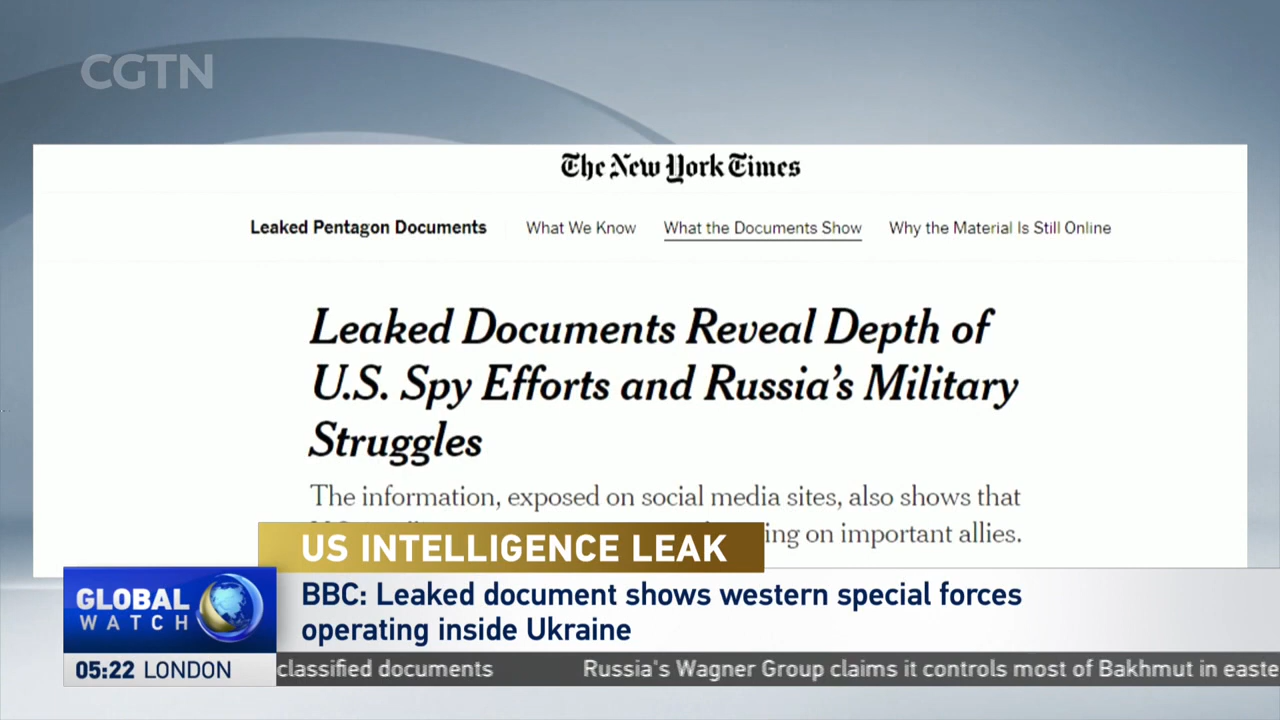 CGTN
The New York Times
Leaked Pentagon Documents What We Know What the Documents Show Why the Material Is Still Online
Leaked Documents Reveal Depth of
U.S. Spy Efforts and Russia's Military
Struggles
The information, exposed on social media sites, also shows that
ing on important allies.
US INTELLIGENCE LEAK
GLOBAL
WATCH
BBC: Leaked document shows western special forces
operating inside Ukraine
05:22 LONDON
classified documents Russia's Wagner Group claims it controls most of Bakhmut in easte